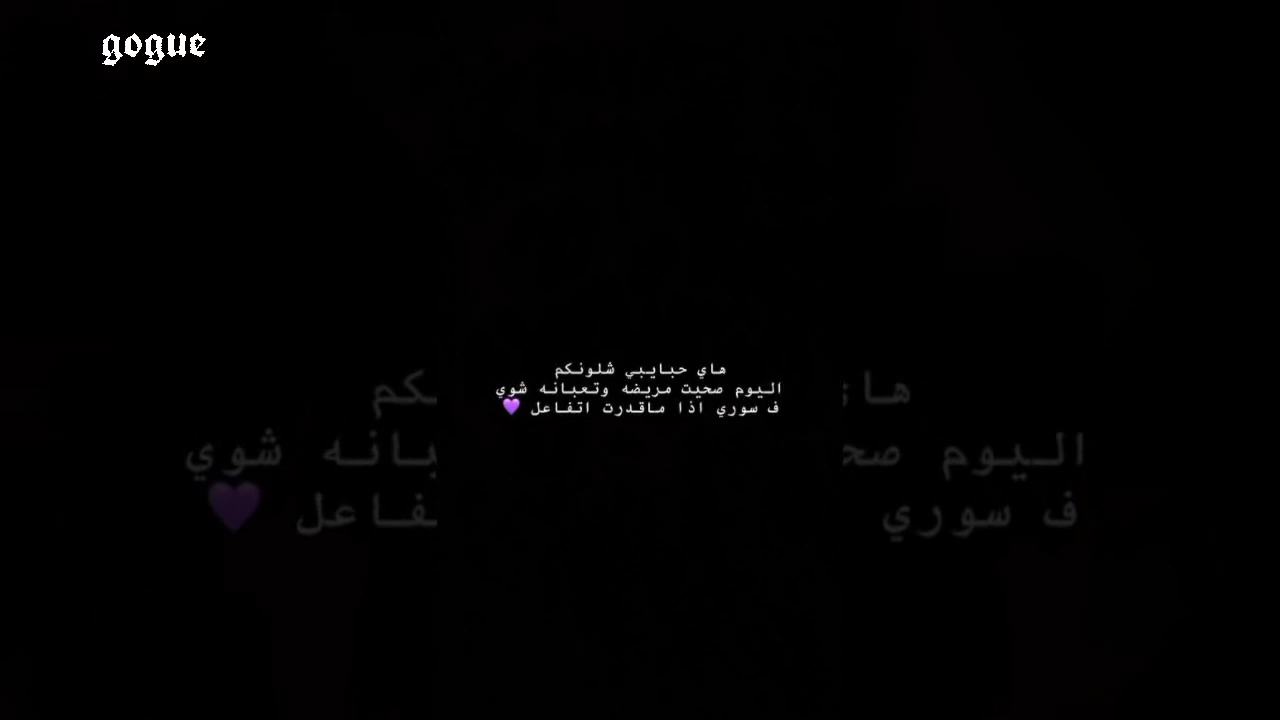 gogue
هاي حبايبي شلونكم
اليوم صحيت مريضه وتعبانه شوي
ف سوري اذا ماقدرت اتفاعل 💜